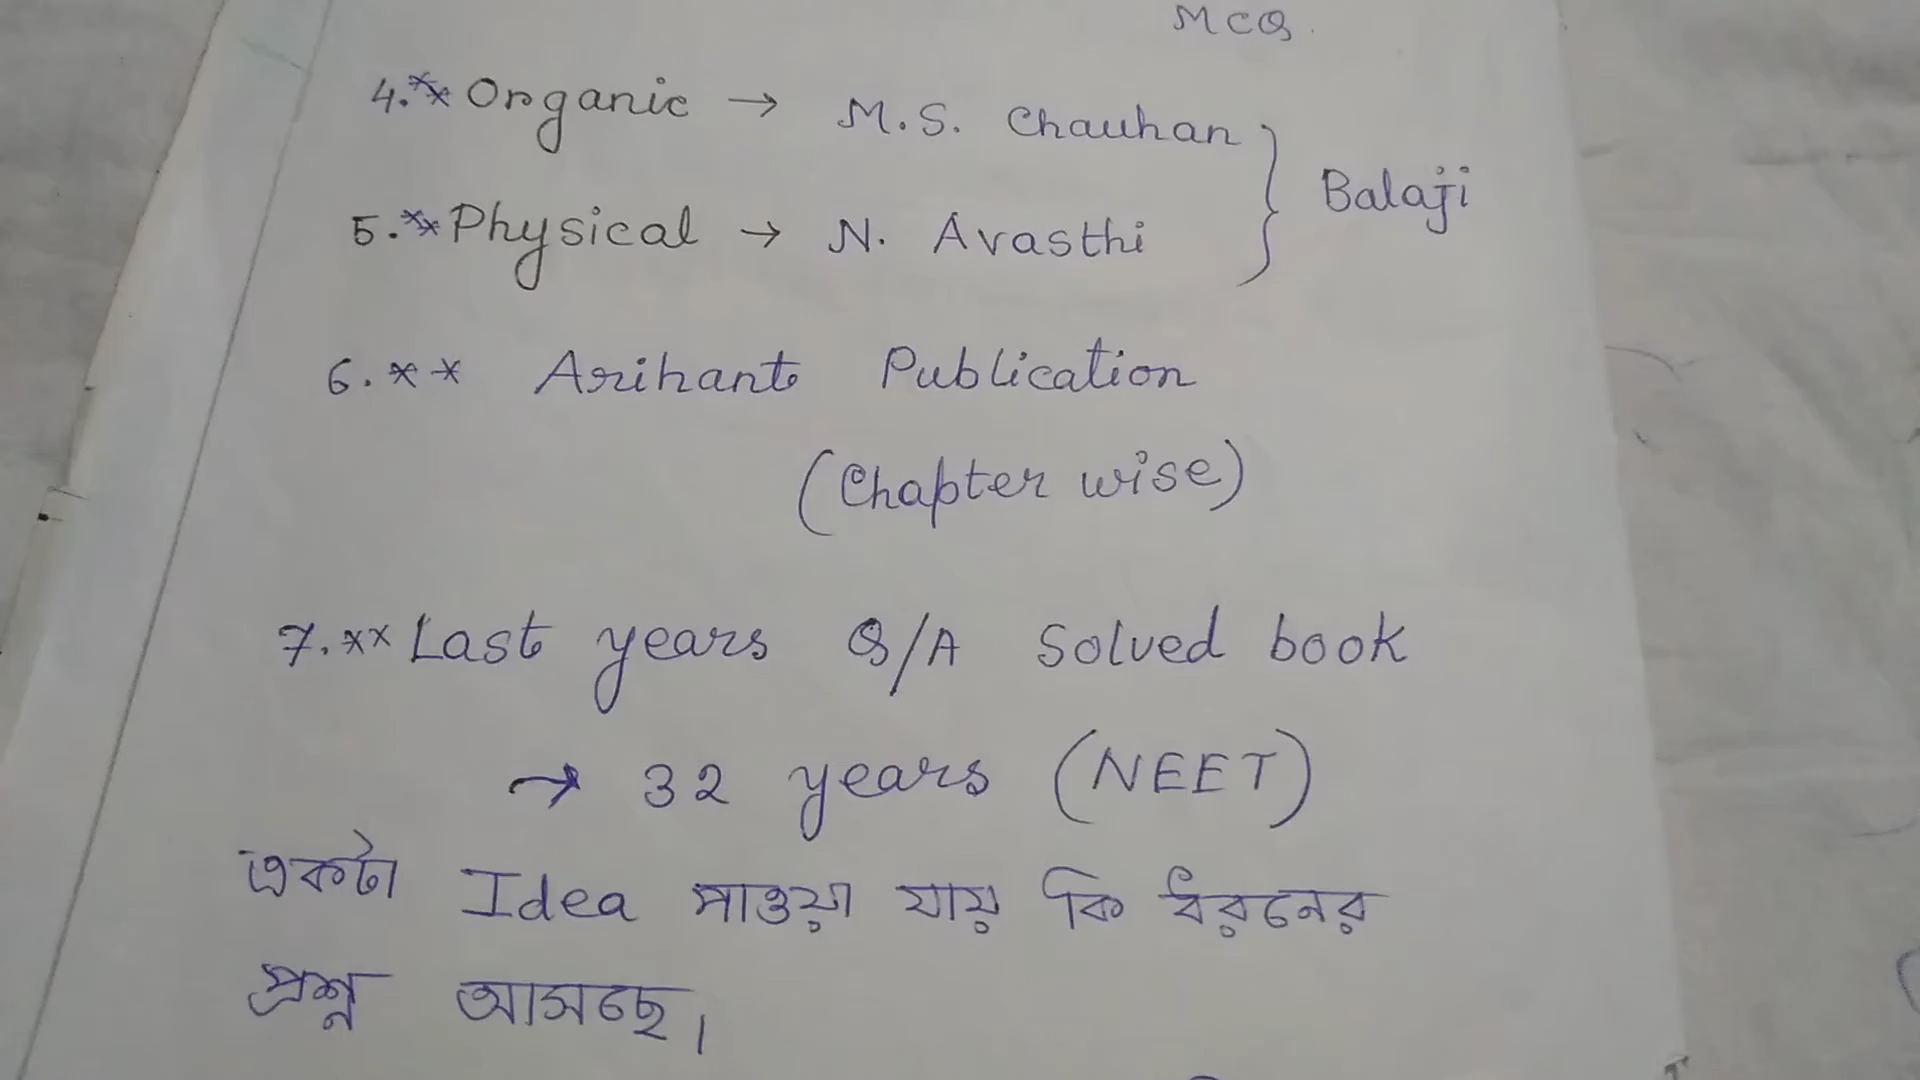 MCQ.
4.** Organic → M.S. Chauhan
5.** Physical → N. Avasthi
} Balaji
6. ** Arihant Publication
(Chapter wise)
7. ** Last years Q/A Solved book
→ 32 years (NEET)
একটা Idea পাওয়া যায় কি ধরনের
প্রশ্ন আসছে।